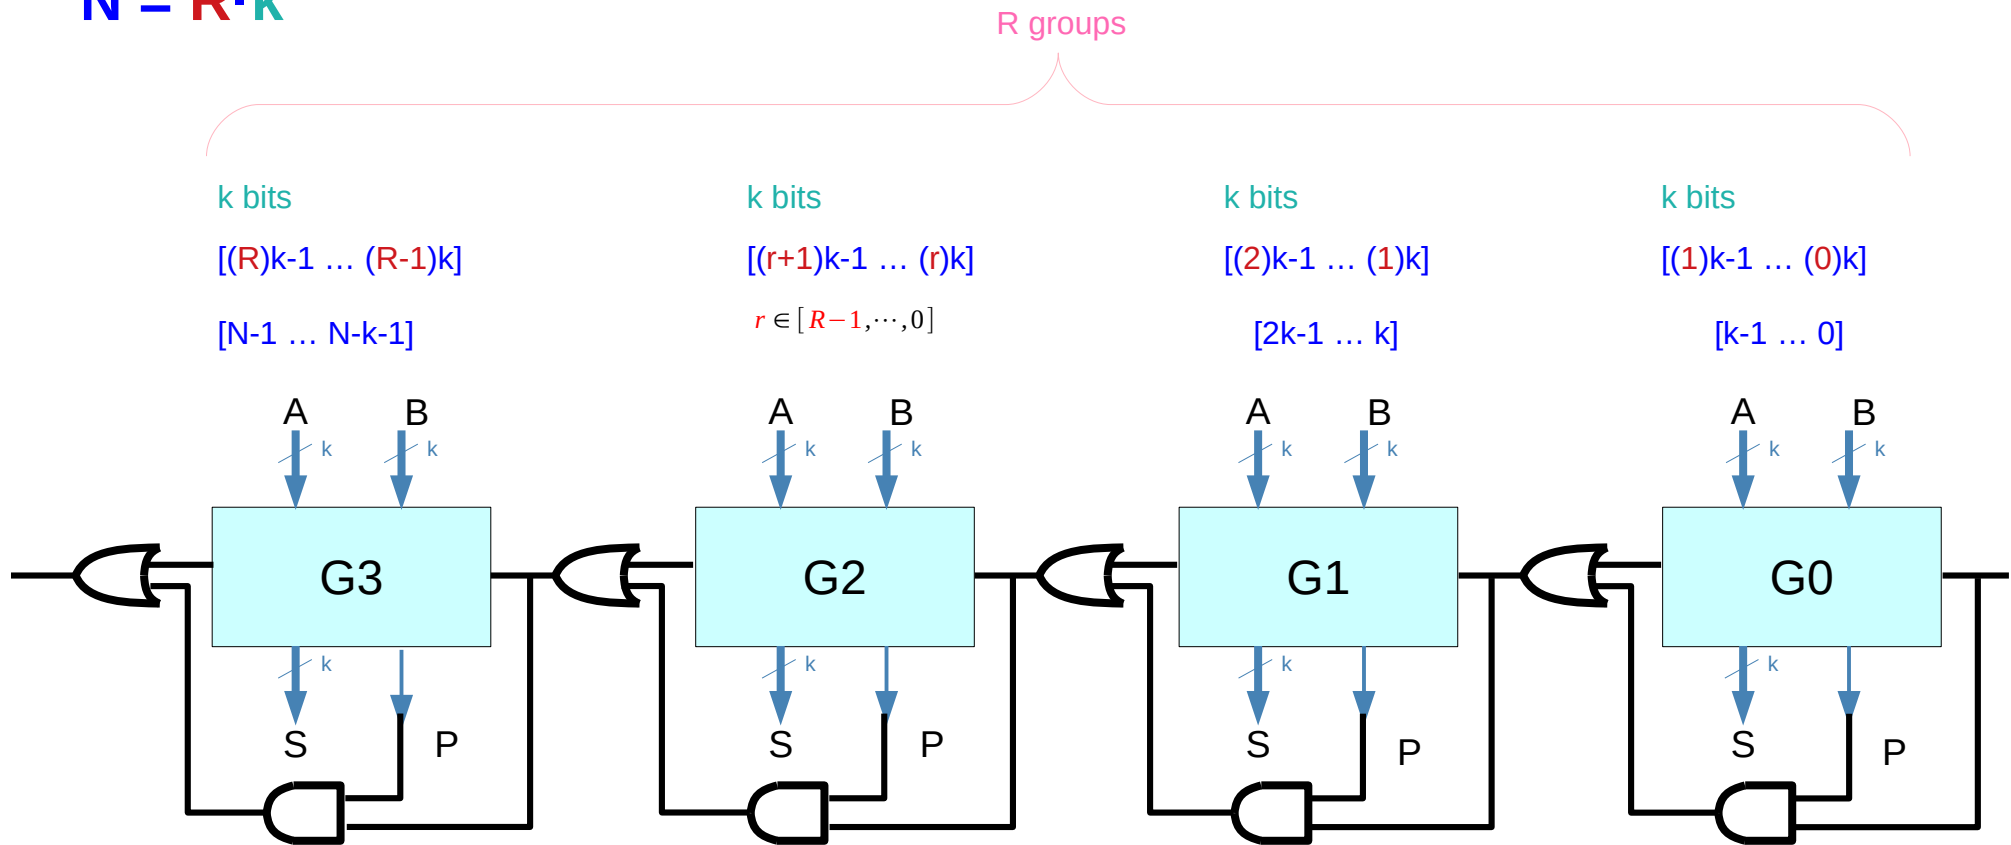 N = R·k
R groups
k bits k bits k bits k bits
[(R)k-1 … (R-1)k] [(r+1)k-1 … (r)k] [(2)k-1 … (1)k] [(1)k-1 … (0)k]
r ∈ [R−1,⋯,0]
[N-1 … N-k-1] [2k-1 … k] [k-1 … 0]
A B A B A B A B
k k k k k k k k
G3 G2 G1 G0
k k k k
S P S P S P S P